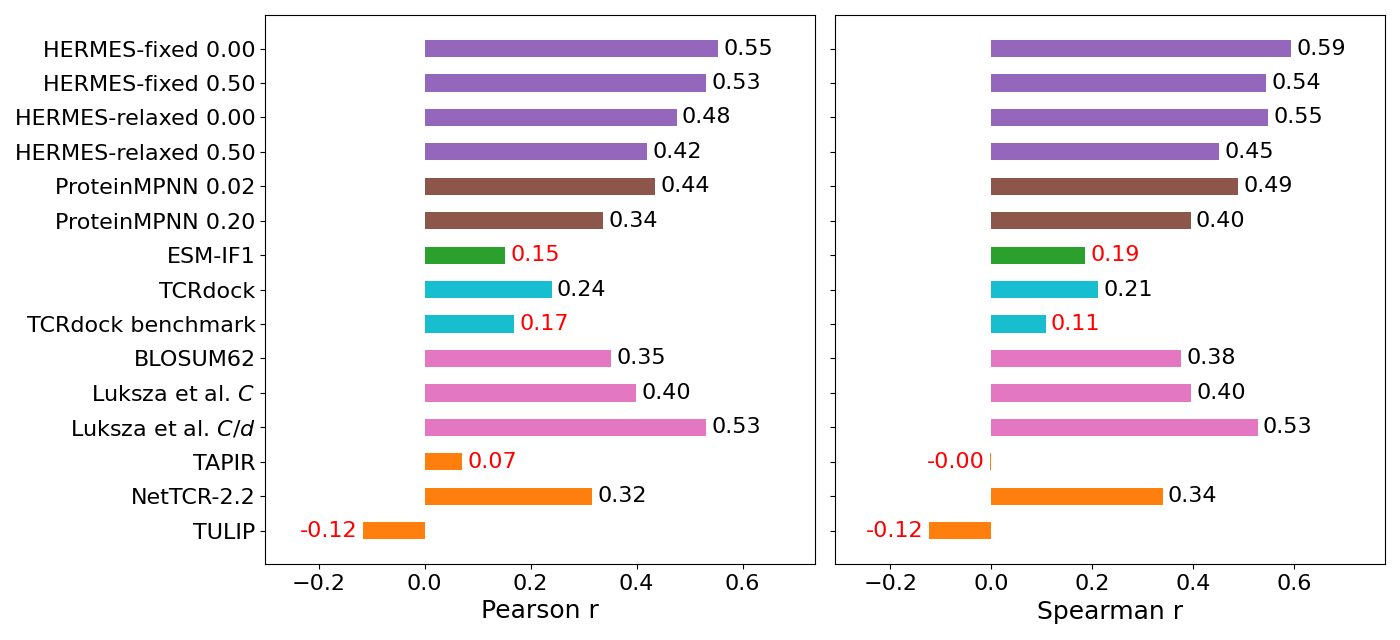 HERMES-fixed 0.00 0.55 0.59
HERMES-fixed 0.50 0.53 0.54
HERMES-relaxed 0.00 0.48 0.55
HERMES-relaxed 0.50 0.42 0.45
ProteinMPNN 0.02 0.44 0.49
ProteinMPNN 0.20 0.34 0.40
ESM-IF1 0.15 0.19
TCRdock 0.24 0.21
TCRdock benchmark 0.17 0.11
BLOSUM62 0.35 0.38
Luksza et al. C 0.40 0.40
Luksza et al. C/d 0.53 0.53
TAPIR 0.07 -0.00
NetTCR-2.2 0.32 0.34
TULIP -0.12 -0.12
−0.2 0.0 0.2 0.4 0.6 −0.2 0.0 0.2 0.4 0.6
Pearson r Spearman r